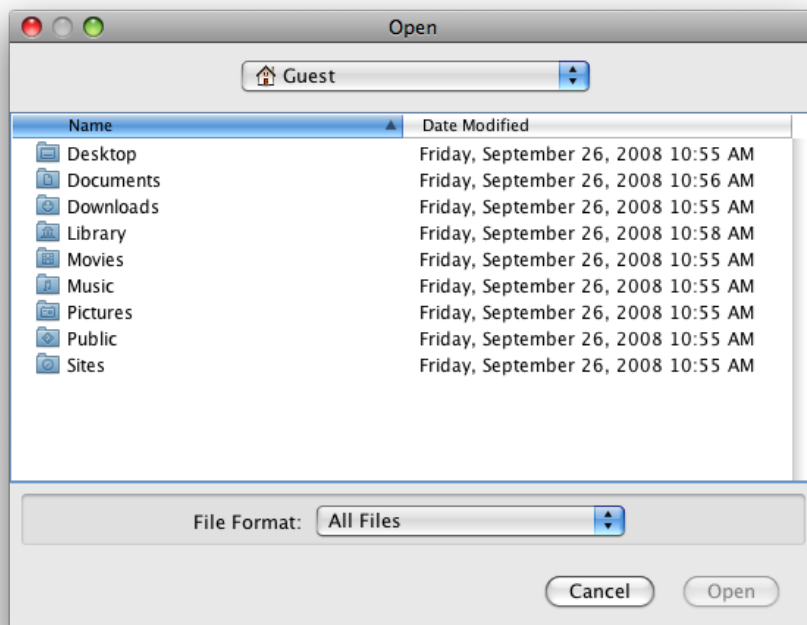 Open
Guest
Name Date Modified
Desktop Friday, September 26, 2008 10:55 AM
Documents Friday, September 26, 2008 10:56 AM
Downloads Friday, September 26, 2008 10:55 AM
Library Friday, September 26, 2008 10:58 AM
Movies Friday, September 26, 2008 10:55 AM
Music Friday, September 26, 2008 10:55 AM
Pictures Friday, September 26, 2008 10:55 AM
Public Friday, September 26, 2008 10:55 AM
Sites Friday, September 26, 2008 10:55 AM
File Format: All Files
Cancel Open